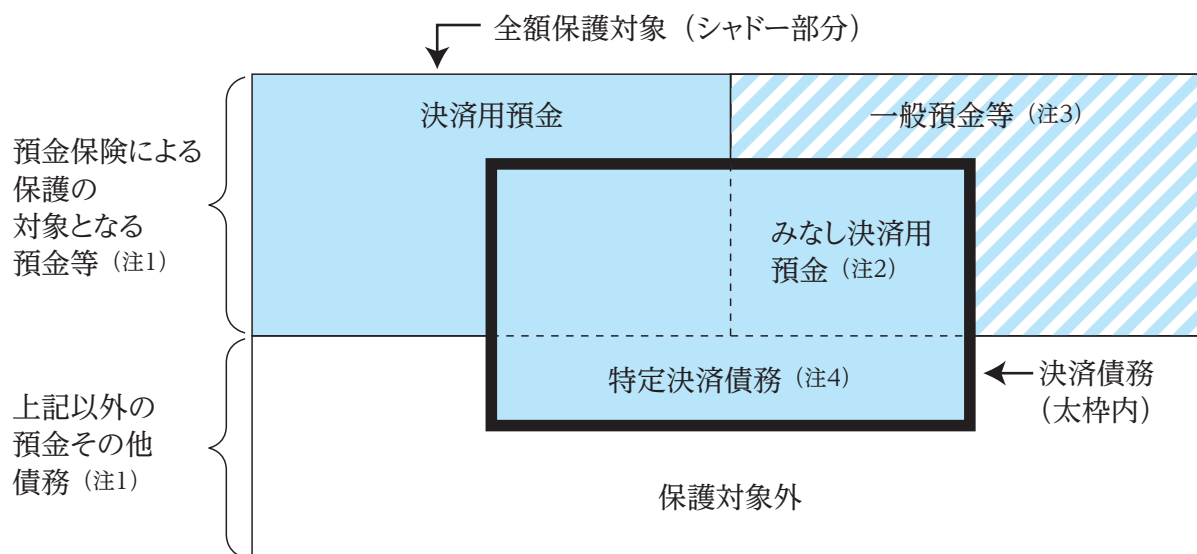 全額保護対象（シャドー部分）
決済用預金
一般預金等（注3）
預金保険による
保護の
対象となる
預金等（注1）
みなし決済用
預金（注2）
特定決済債務（注4）
決済債務
（太枠内）
上記以外の
預金その他
債務（注1）
保護対象外